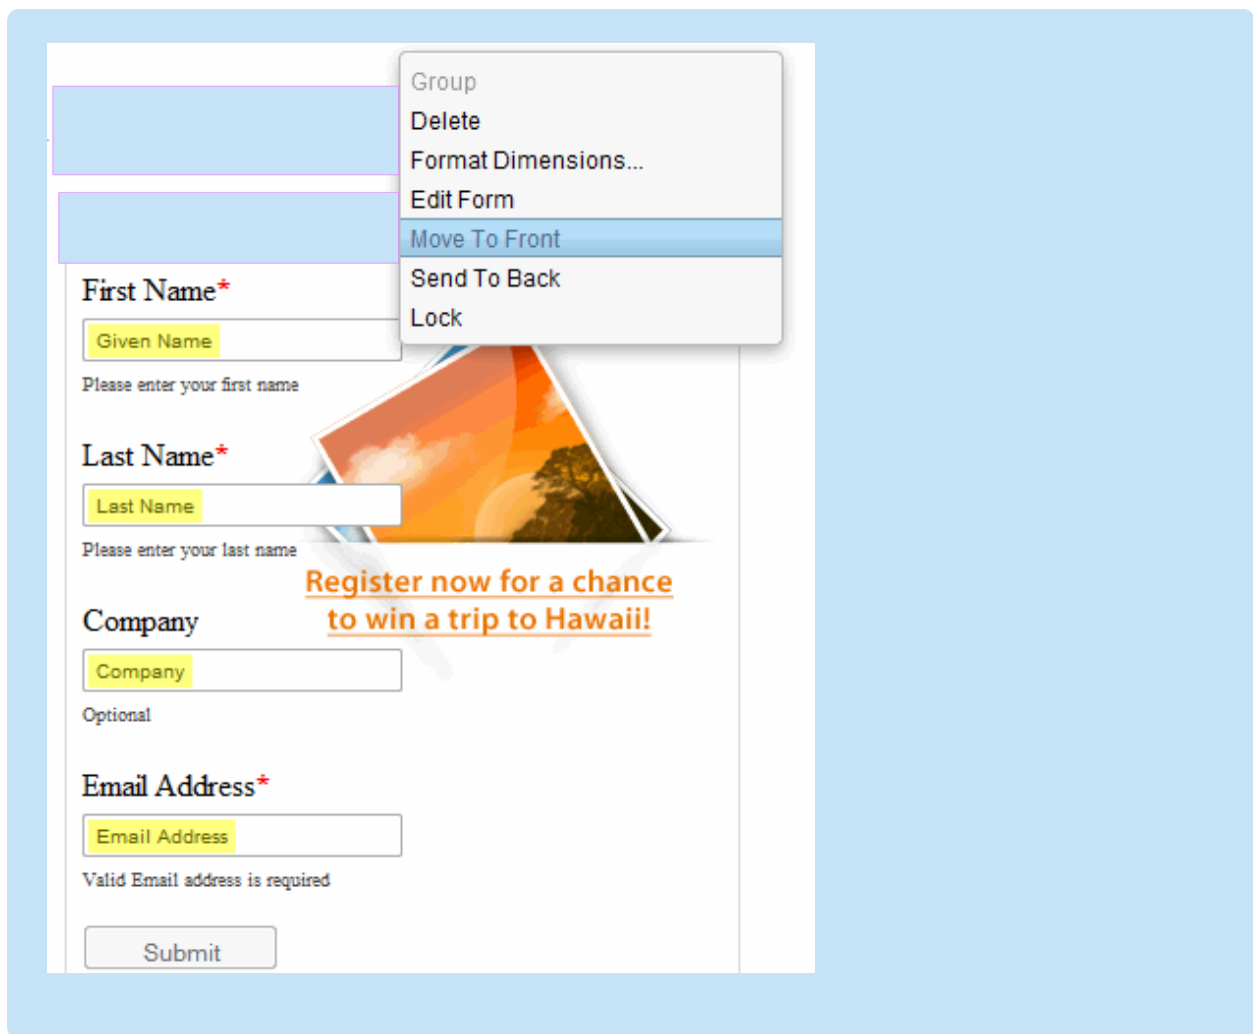 Group
Delete
Format Dimensions...
Edit Form
Move To Front
Send To Back
Lock
First Name*
Given Name
Please enter your first name
Last Name*
Last Name
Please enter your last name
Register now for a chance
to win a trip to Hawaii!
Company
Company
Optional
Email Address*
Email Address
Valid Email address is required
Submit